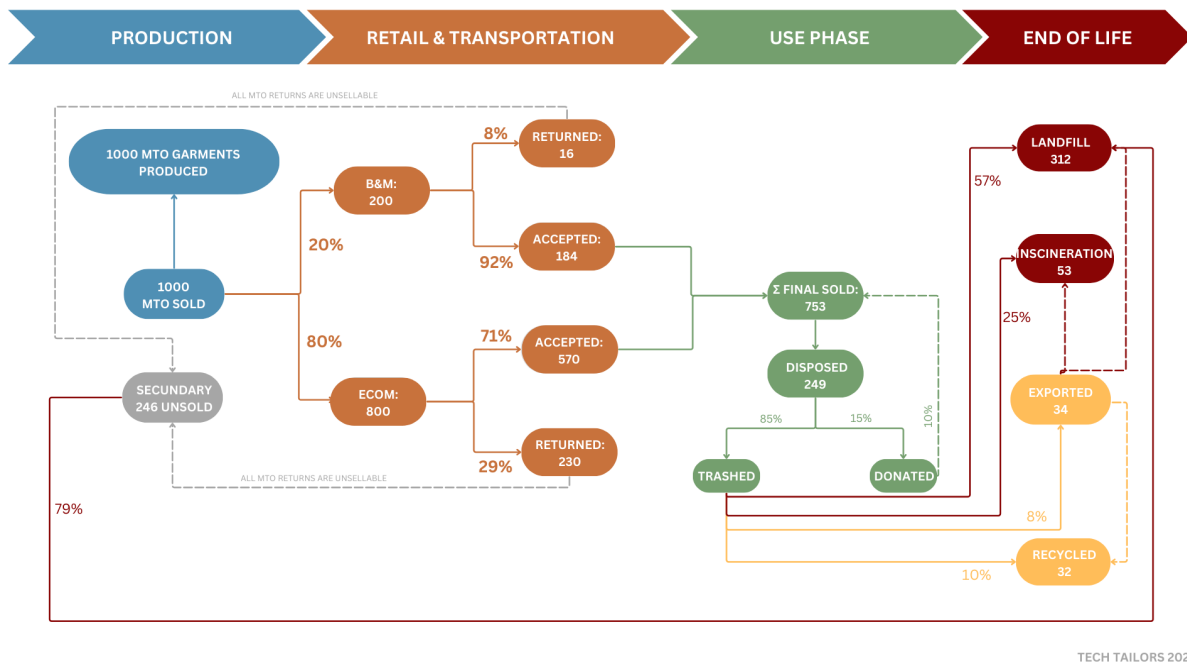 PRODUCTION
RETAIL & TRANSPORTATION
USE PHASE
END OF LIFE
ALL MTO RETURNS ARE UNSELLABLE
1000 MTO GARMENTS
PRODUCED
8%
RETURNED:
16
LANDFILL
312
B&M:
200
57%
20%
ACCEPTED:
184
92%
INSCINERATION
53
1000
MTO SOLD
Σ FINAL SOLD:
753
25%
80%
71%
ACCEPTED:
570
DISPOSED
249
SECUNDARY
246 UNSOLD
ECOM:
800
EXPORTED
34
85%
15%
10%
RETURNED:
230
29%
ALL MTO RETURNS ARE UNSELLABLE
TRASHED
DONATED
79%
8%
RECYCLED
32
10%
TECH TAILORS 202